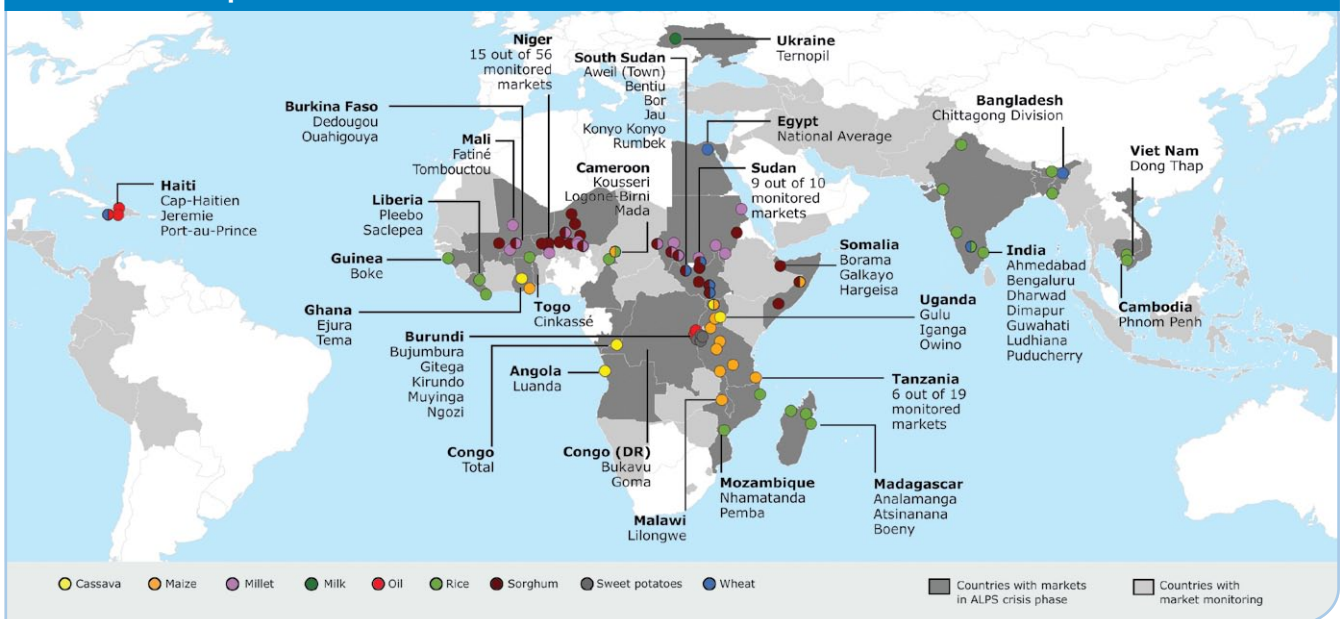 Niger
15 out of 56
monitored
markets
South Sudan
Aweil (Town)
Bentiu
Bor
Jau
Konyo Konyo
Rumbek
Ukraine
Ternopil
Burkina Faso
Dedougou
Ouahigouya
Mali
Fatiné
Tombouctou
Cameroon
Kousseri
Logone-Birni
Mada
Egypt
National Average
Sudan
9 out of 10
monitored
markets
Bangladesh
Chittagong Division
Viet Nam
Dong Thap
Haiti
Cap-Haitien
Jeremie
Port-au-Prince
Liberia
Pleebo
Saclepea
Guinea
Boke
Ghana
Ejura
Tema
Togo
Cinkassé
Burundi
Bujumbura
Gitega
Kirundo
Muyinga
Ngozi
Angola
Luanda
Congo
Total
Congo (DR)
Bukavu
Goma
Malawi
Lilongwe
Mozambique
Nhamatanda
Pemba
Madagascar
Analamanga
Atsinanana
Boeny
Tanzania
6 out of 19
monitored
markets
Uganda
Gulu
Iganga
Owino
Somalia
Borama
Galkayo
Hargeisa
India
Ahmedabad
Bengaluru
Dharwad
Dimapur
Guwahati
Ludhiana
Puducherry
Cambodia
Phnom Penh
Cassava
Maize
Millet
Milk
Oil
Rice
Sorghum
Sweet potatoes
Wheat
Countries with markets
in ALPS crisis phase
Countries with
market monitoring